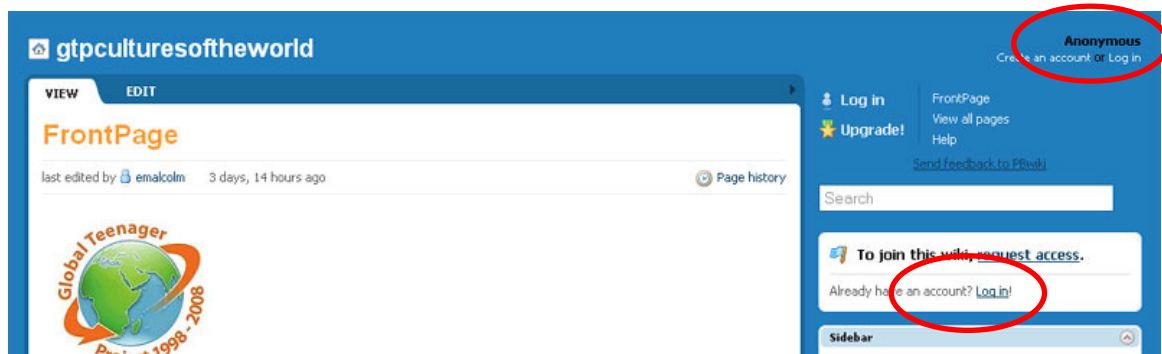 gtpculturesoftheworld
Anonymous
Create an account or Log in
VIEW EDIT
FrontPage
last edited by emalcolm 3 days, 14 hours ago
Page history
Global Teenager
Project 1998 - 2008
Log in
Upgrade!
FrontPage
View all pages
Help
Send feedback to PBwiki
Search
To join this wiki, request access.
Already have an account? Log in!
Sidebar